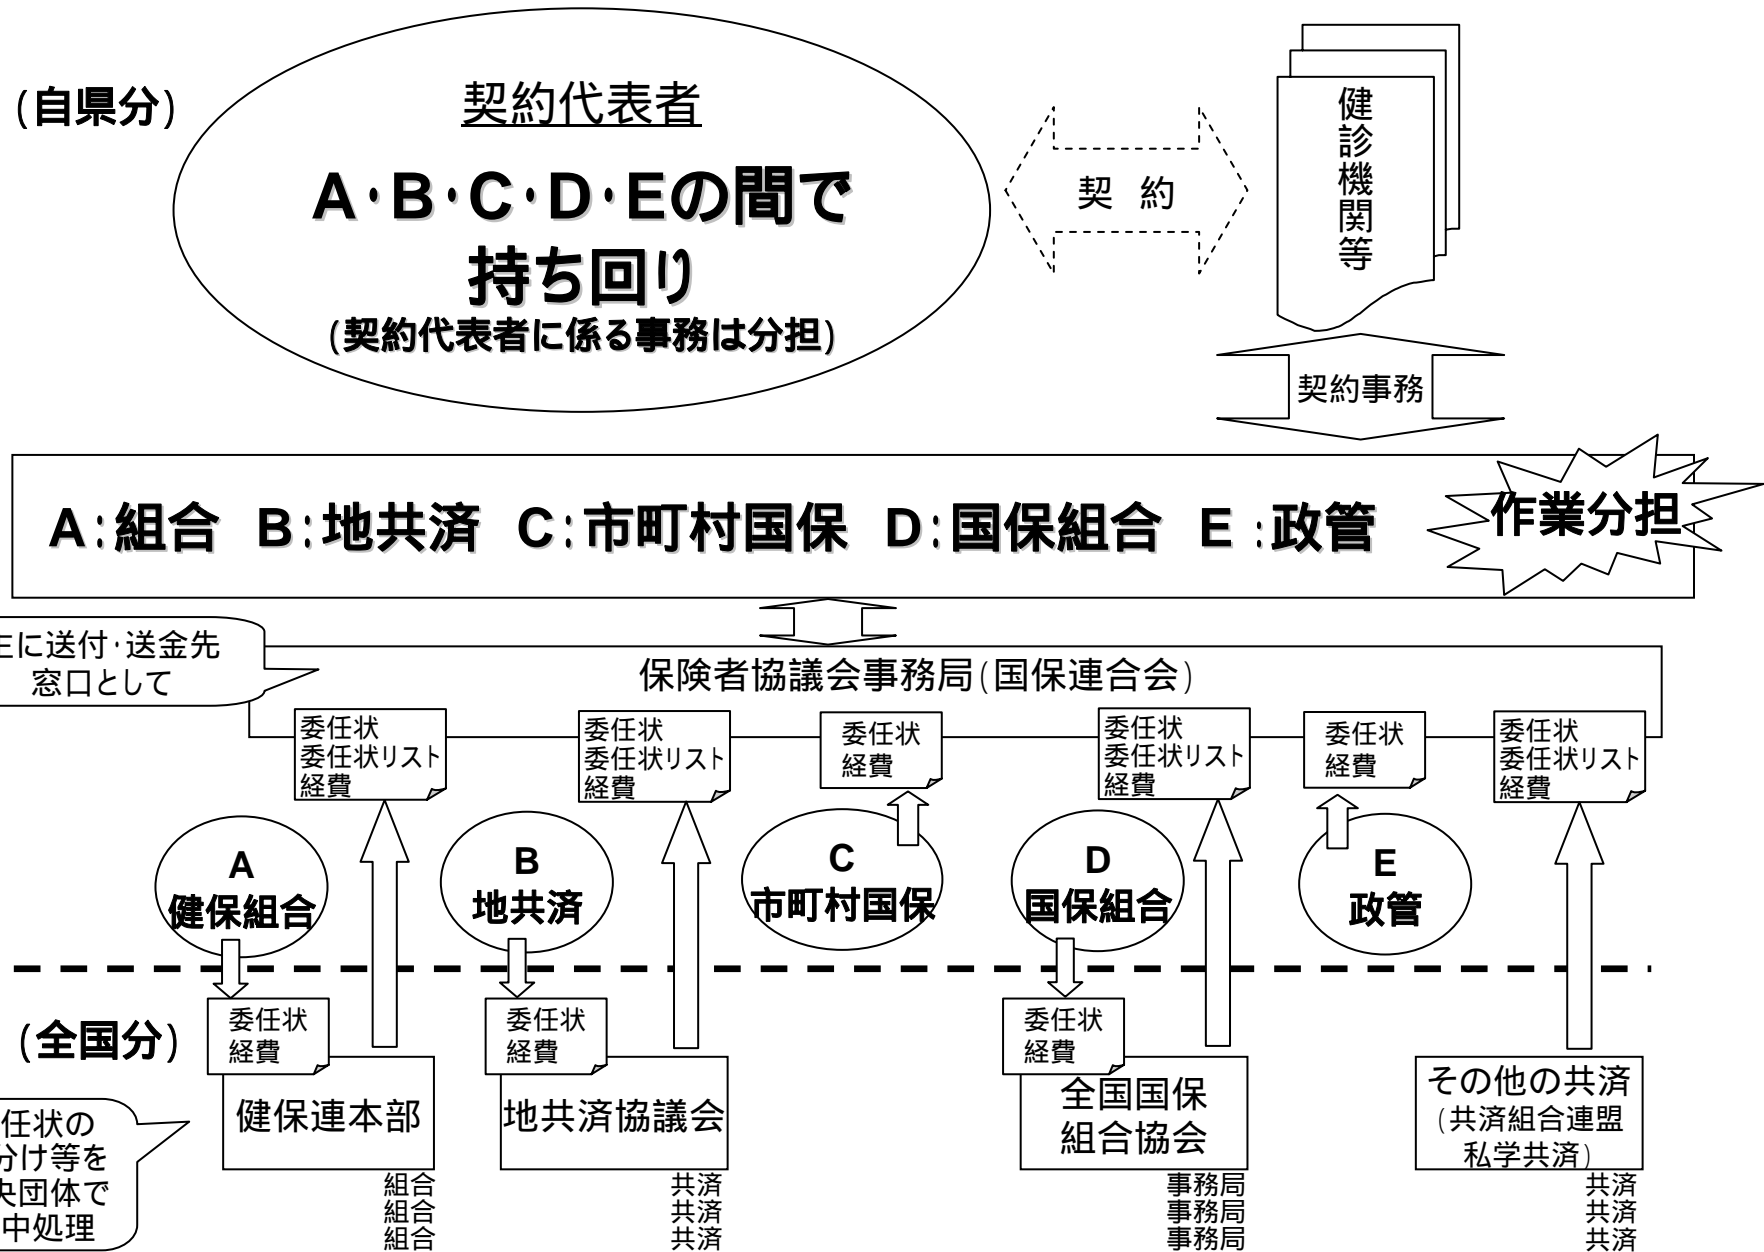 (自県分)
契約代表者
A・B・C・D・Eの間で
持ち回り
(契約代表者に係る事務は分担)
契 約
健診機関等
契約事務
A:組合 B:地共済 C:市町村国保 D:国保組合 E:政管
作業分担
主に送付・送金先
窓口として
保険者協議会事務局(国保連合会)
委任状
委任状リスト
経費
委任状
委任状リスト
経費
委任状
経費
委任状
委任状リスト
経費
委任状
経費
委任状
委任状リスト
経費
A
健保組合
B
地共済
C
市町村国保
D
国保組合
E
政管
(全国分)
委任状
経費
健保連本部
組合
組合
組合
委任状
経費
地共済協議会
共済
共済
共済
委任状
経費
全国国保
組合協会
事務局
事務局
事務局
その他の共済
(共済組合連盟
私学共済)
共済
共済
共済
任状の
分け等を
央団体で
中処理